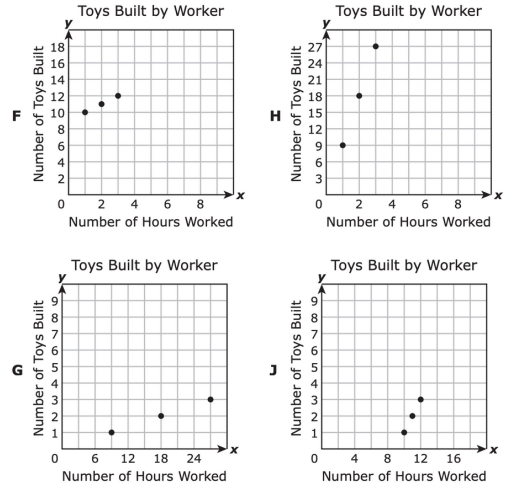 Toys Built by Worker
y
18
16
14
12
10
8
6
4
2
0
2 4 6 8
x
Number of Toys Built
Number of Hours Worked
F
Toys Built by Worker
y
27
24
21
18
15
12
9
6
3
0
2 4 6 8
x
Number of Toys Built
Number of Hours Worked
H
Toys Built by Worker
y
9
8
7
6
5
4
3
2
1
0
6 12 18 24
x
Number of Toys Built
Number of Hours Worked
G
Toys Built by Worker
y
9
8
7
6
5
4
3
2
1
0
4 8 12 16
x
Number of Toys Built
Number of Hours Worked
J